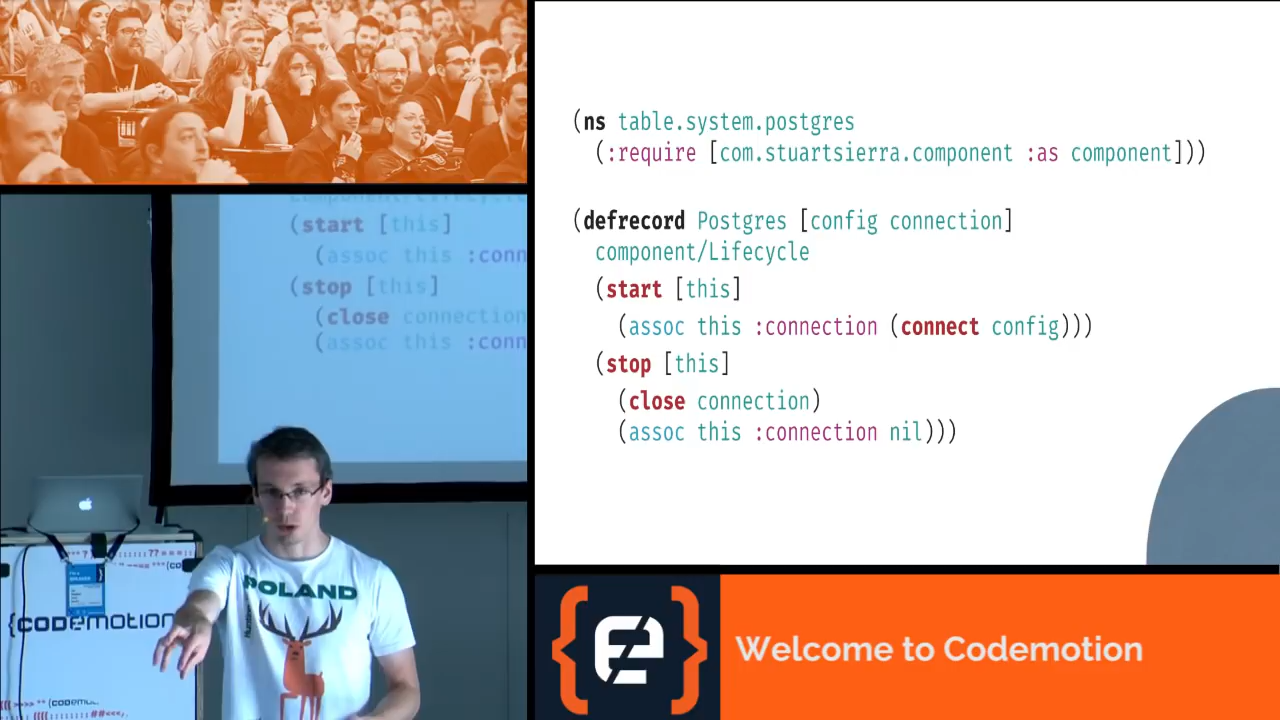 (ns table.system.postgres
(:require [com.stuartsierra.component :as component]))
(defrecord Postgres [config connection]
component/Lifecycle
(start [this]
(assoc this :connection (connect config)))
(stop [this]
(close connection)
(assoc this :connection nil)))
(start [this]
(assoc this :conn
(stop [this]
(close connection
(assoc this :conn
POLAND
{CODEMOTION
SPEAKER
Welcome to Codemotion